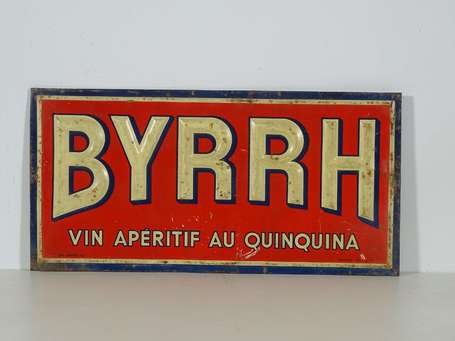 BYRRH
VIN APÉRITIF AU QUINQUINA